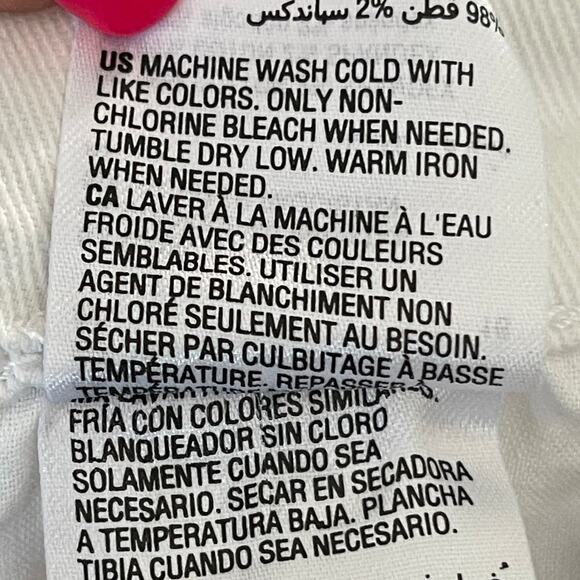 98% قطن 2% سباندكس
US MACHINE WASH COLD WITH
LIKE COLORS. ONLY NON-
CHLORINE BLEACH WHEN NEEDED.
TUMBLE DRY LOW. WARM IRON
WHEN NEEDED.
CA LAVER À LA MACHINE À L'EAU
FROIDE AVEC DES COULEURS
SEMBLABLES. UTILISER UN
AGENT DE BLANCHIMENT NON
CHLORÉ SEULEMENT AU BESOIN.
SÉCHER PAR CULBUTAGE À BASSE
TEMPÉRATURE. REPASSER
FRÍA CON COLORES
BLANQUEADOR SIN CLORO
SOLAMENTE CUANDO SEA
NECESARIO. SECAR EN SECADORA
A TEMPERATURA BAJA. PLANCHA
TIBIA CUANDO SEA NECESARIO.